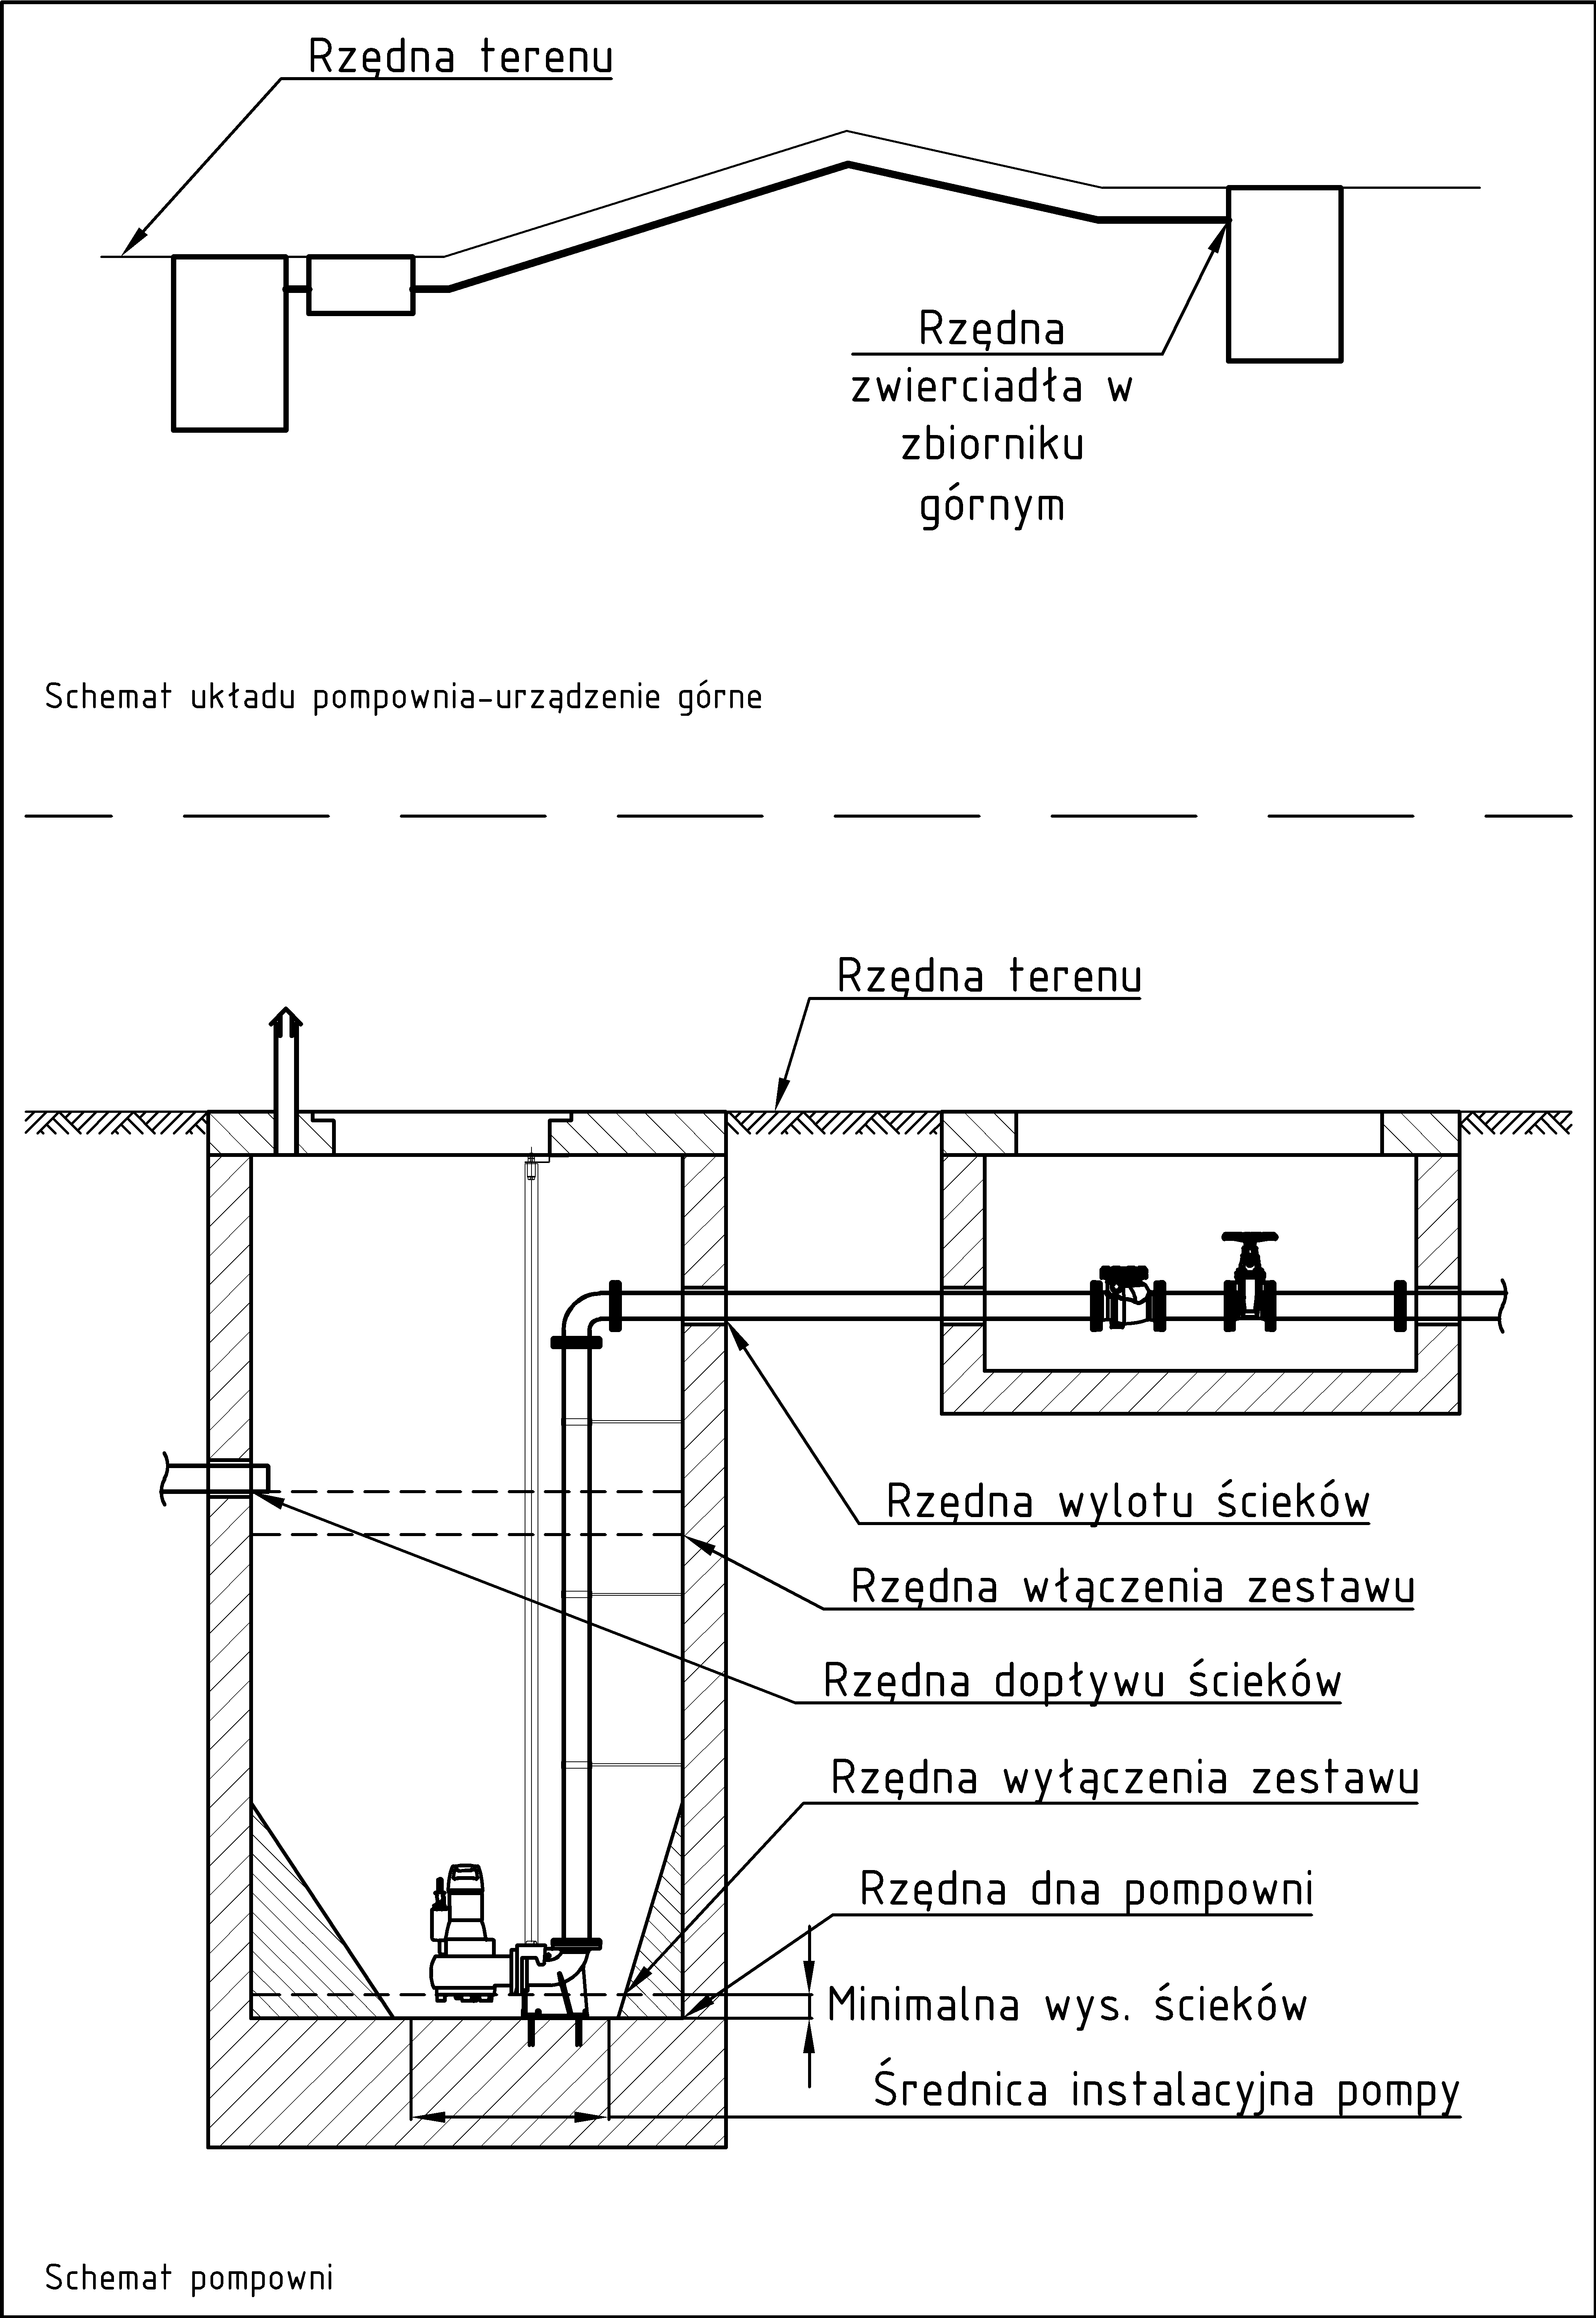 Rzędna terenu
Rzędna
zwierciadła w
zbiorniku
górnym
Schemat układu pompownia-urządzenie górne
Rzędna terenu
Rzędna wylotu ścieków
Rzędna włączenia zestawu
Rzędna dopływu ścieków
Rzędna wyłączenia zestawu
Rzędna dna pompowni
Minimalna wys. ścieków
Średnica instalacyjna pompy
Schemat pompowni